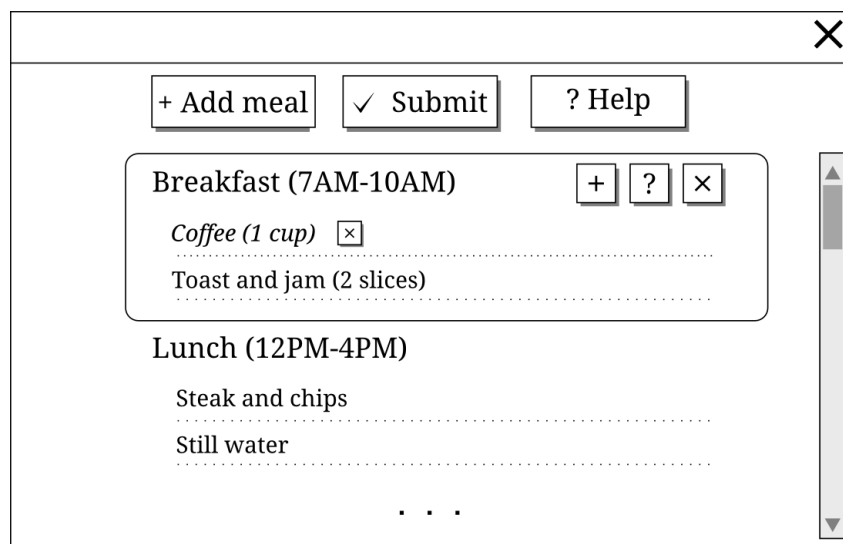 + Add meal ✓ Submit ? Help
Breakfast (7AM-10AM) + ? ×
Coffee (1 cup) ×
Toast and jam (2 slices)
Lunch (12PM-4PM)
Steak and chips
Still water
. . .